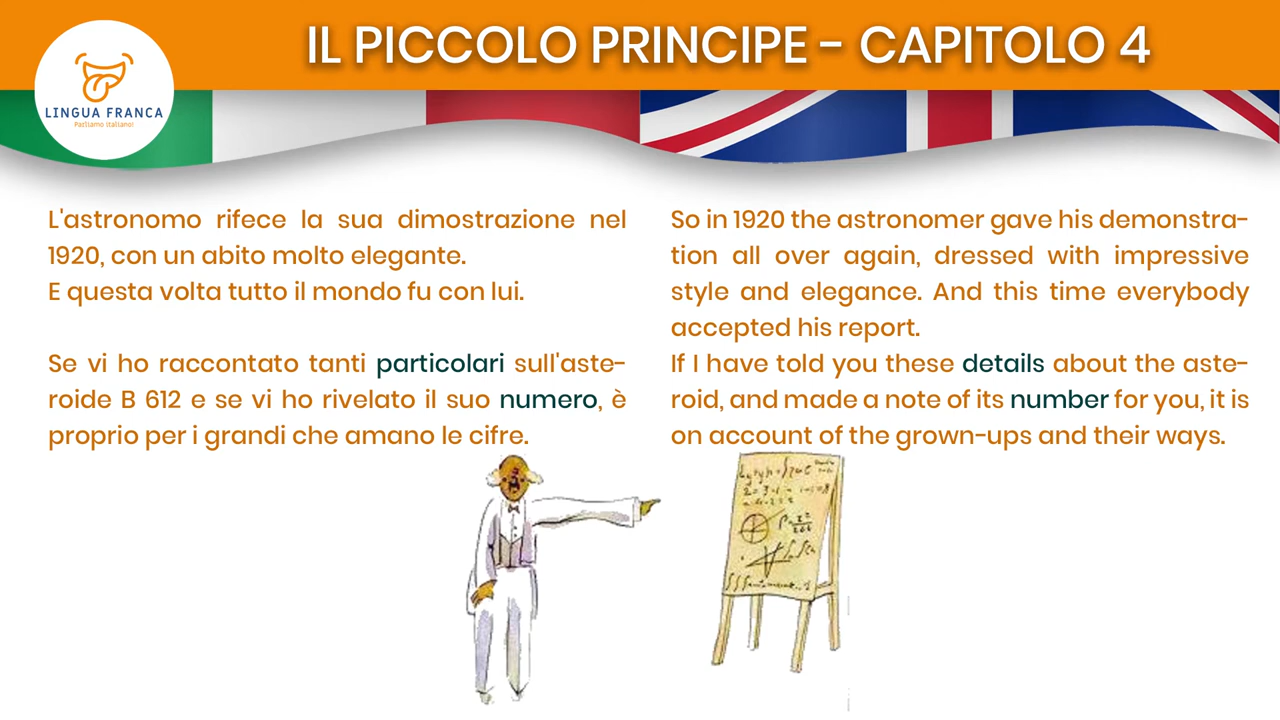 IL PICCOLO PRINCIPE - CAPITOLO 4
LINGUA FRANCA
Parliamo italiano!
L'astronomo rifece la sua dimostrazione nel
1920, con un abito molto elegante.
E questa volta tutto il mondo fu con lui.
Se vi ho raccontato tanti particolari sull'aste-
roide B 612 e se vi ho rivelato il suo numero, è
proprio per i grandi che amano le cifre.
So in 1920 the astronomer gave his demonstra-
tion all over again, dressed with impressive
style and elegance. And this time everybody
accepted his report.
If I have told you these details about the aste-
roid, and made a note of its number for you, it is
on account of the grown-ups and their ways.